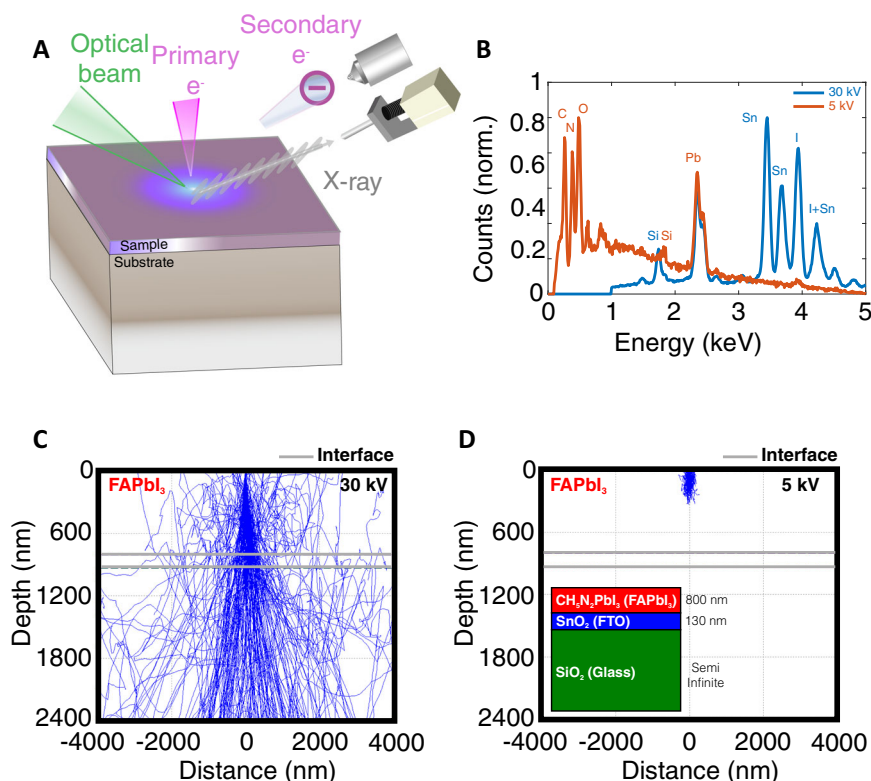 A
Optical
beam
Primary
e-
Secondary
e-
X-ray
Sample
Substrate
B
1
0.8
0.6
0.4
0.2
0
Counts (norm.)
C
N
O
Si
Si
Pb
Sn
Sn
I
I+Sn
30 kV
5 kV
0 1 2 3 4 5
Energy (keV)
C
Interface
FAPbI₃
30 kV
0
600
1200
1800
2400
Depth (nm)
-4000 -2000 0 2000 4000
Distance (nm)
D
Interface
FAPbI₃
5 kV
0
600
1200
1800
2400
Depth (nm)
CH₅N₂PbI₃ (FAPbI₃) 800 nm
SnO₂ (FTO) 130 nm
SiO₂ (Glass)
Semi
Infinite
-4000 -2000 0 2000 4000
Distance (nm)